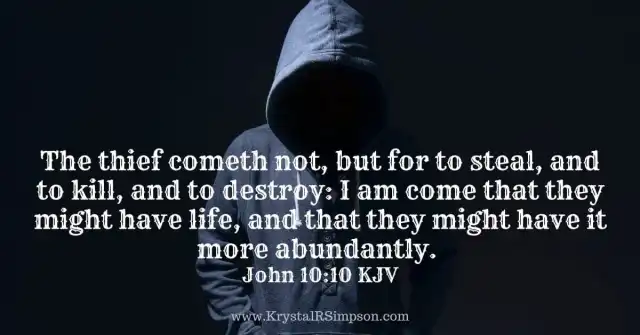 The thief cometh not, but for to steal, and
to kill, and to destroy: I am come that they
might have life, and that they might have it
more abundantly.
John 10:10 KJV
www.KrystalRSimpson.com